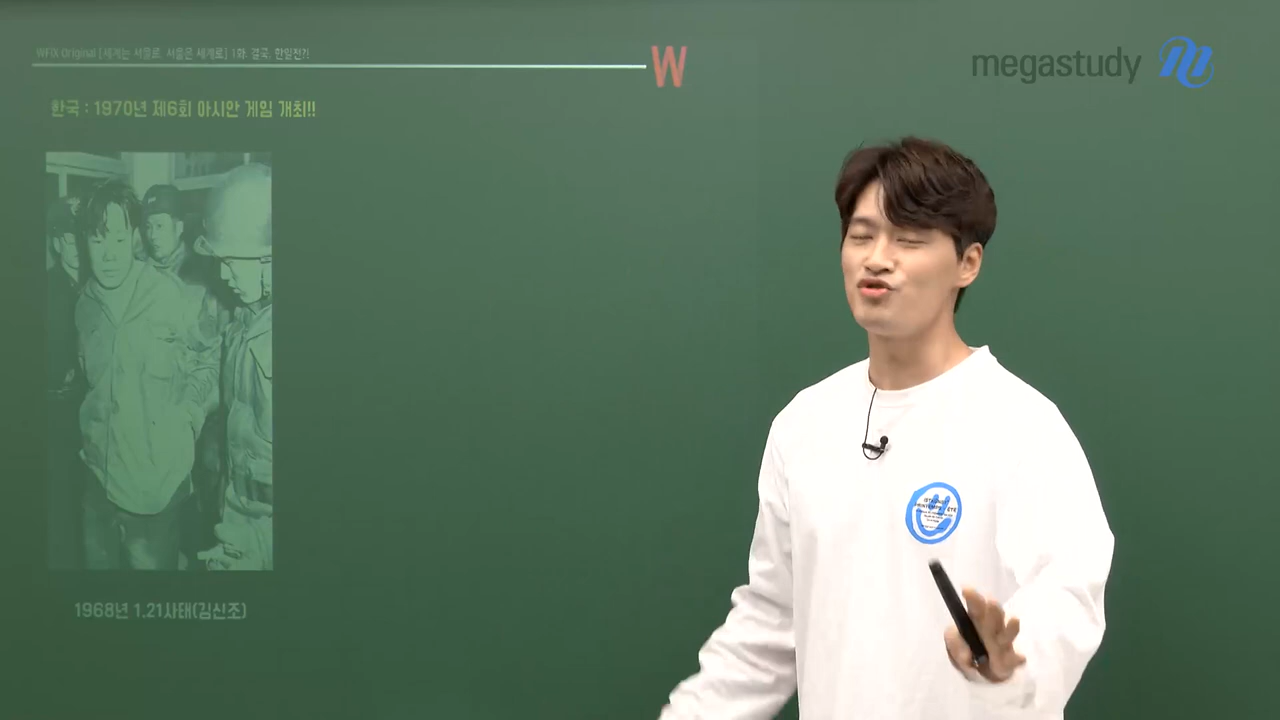 WFIX Original [세계는 서울로, 서울은 세계로] 1화. 결국, 한일전?!
W
megastudy
한국 : 1970년 제6회 아시안 게임 개최!!
1968년 1.21사태(김신조)